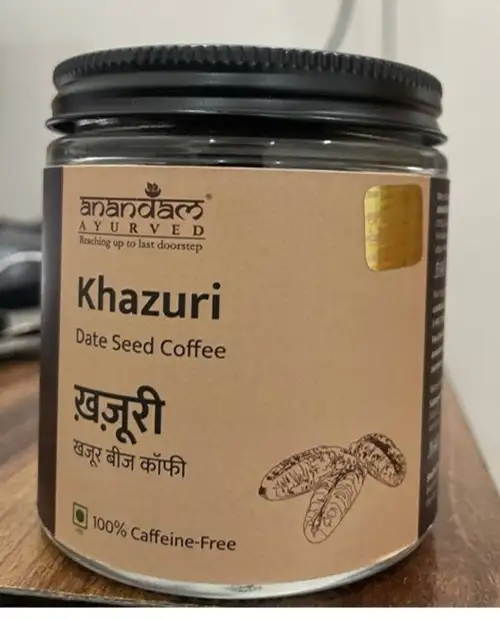 anandam®
AYURVED
Reaching up to last doorstep
Khazuri
Date Seed Coffee
ख़ज़ूरी
खजूर बीज कॉफी
100% Caffeine-Free